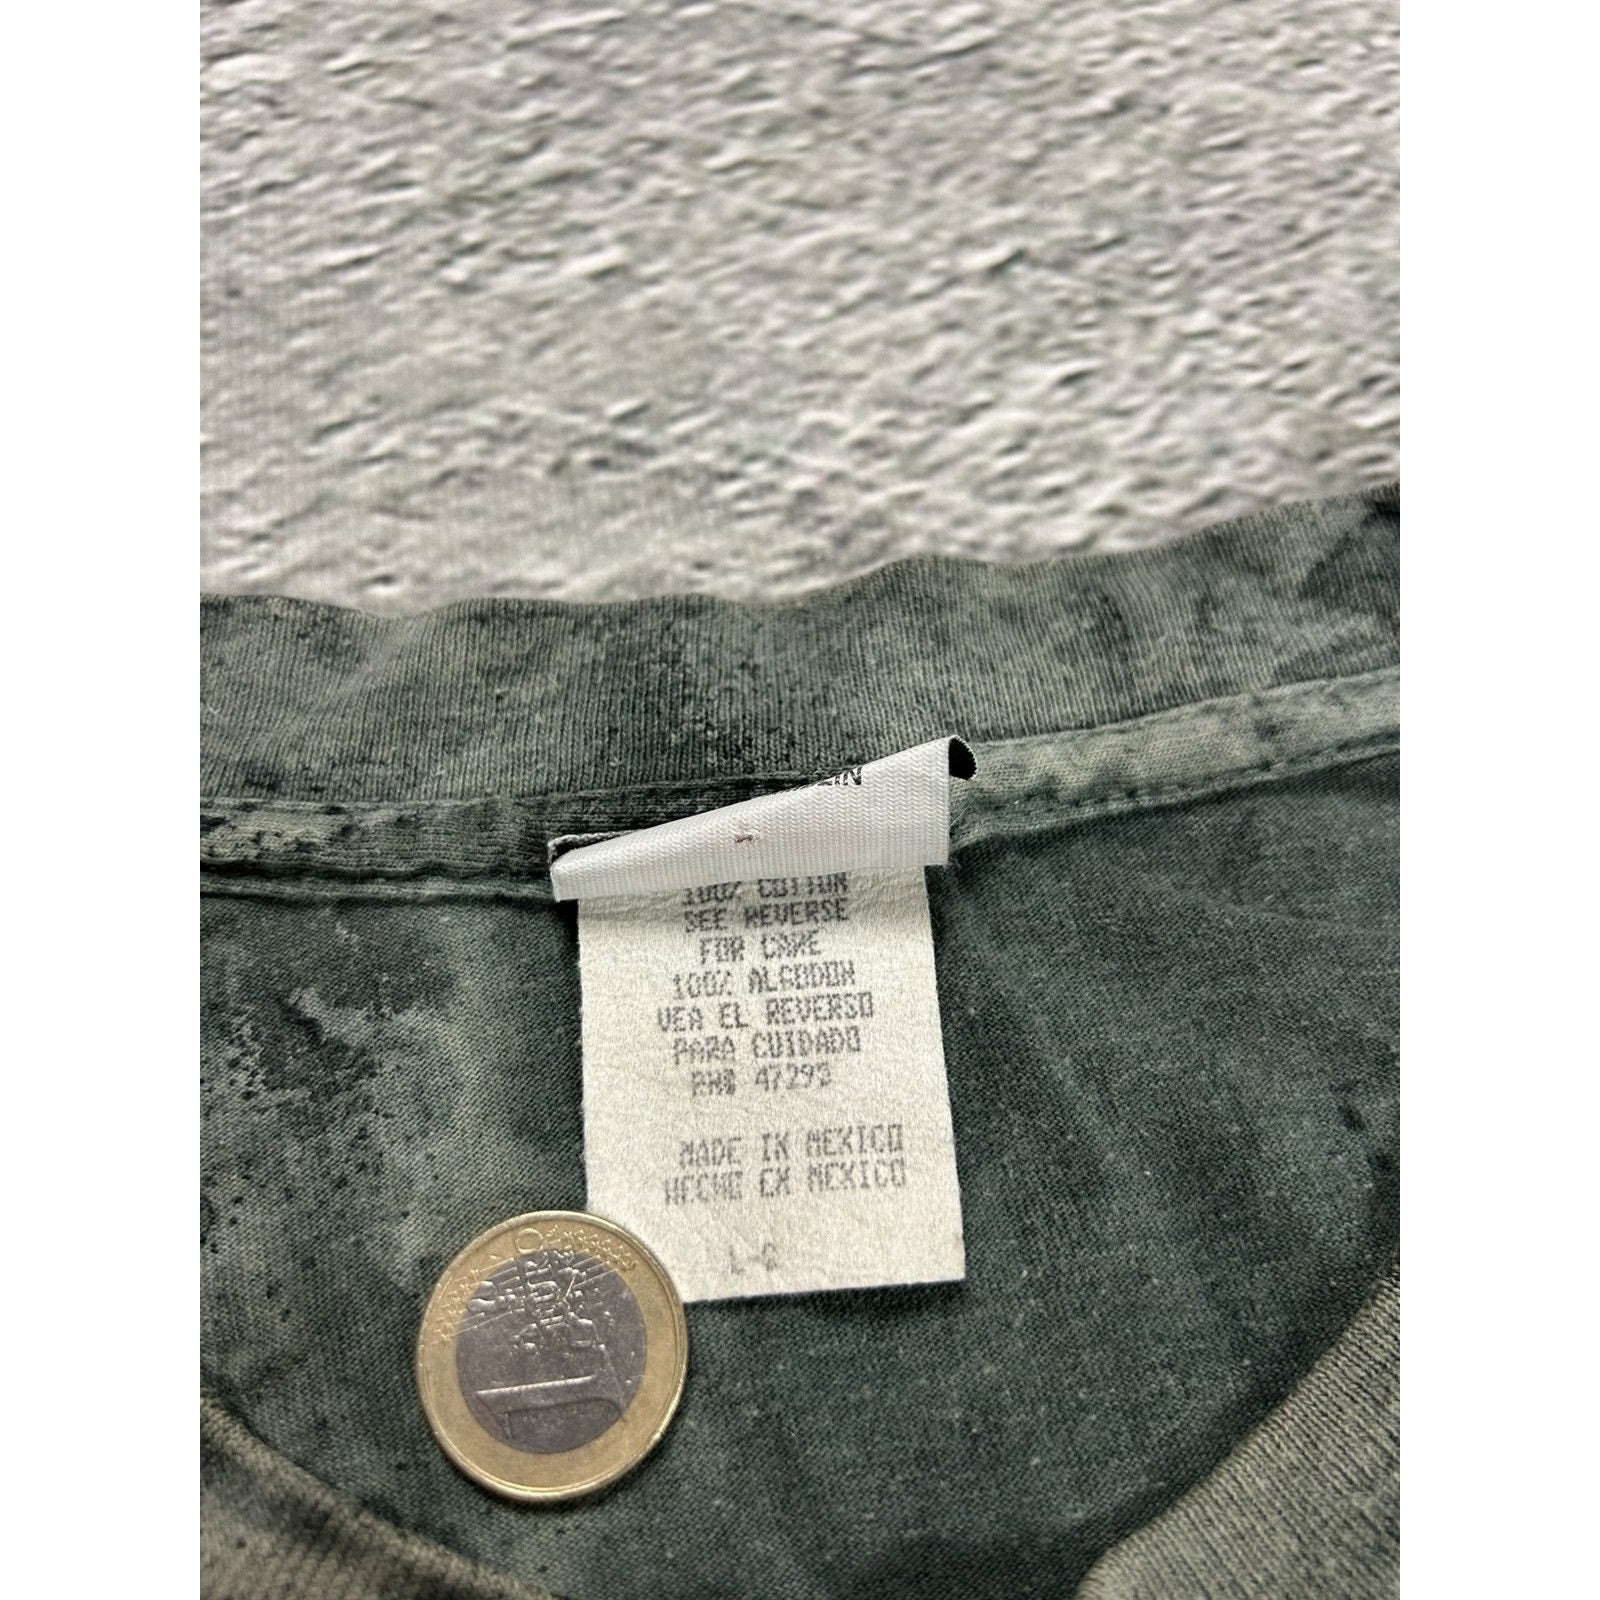 100% COTTON
SEE REVERSE
FOR CARE
100% ALGODON
VEA EL REVERSO
PARA CUIDADO
RN# 47293
MADE IN MEXICO
HECHO EN MEXICO